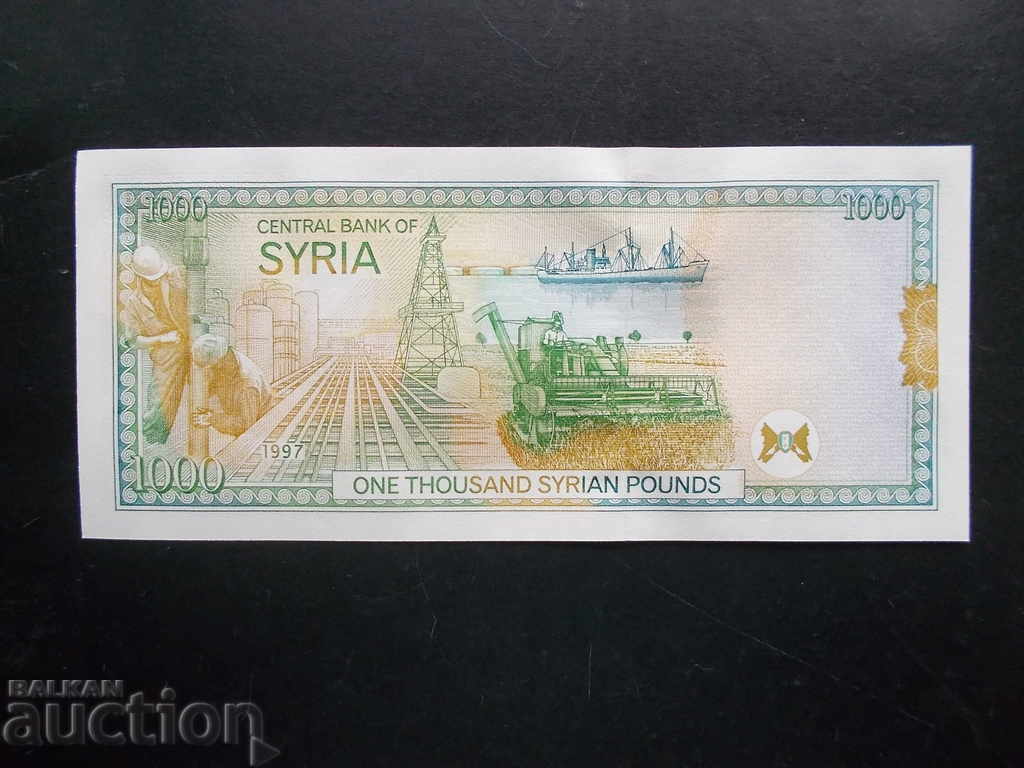 1000
1000
CENTRAL BANK OF
SYRIA
1997
1000
ONE THOUSAND SYRIAN POUNDS
BALKAN
auction